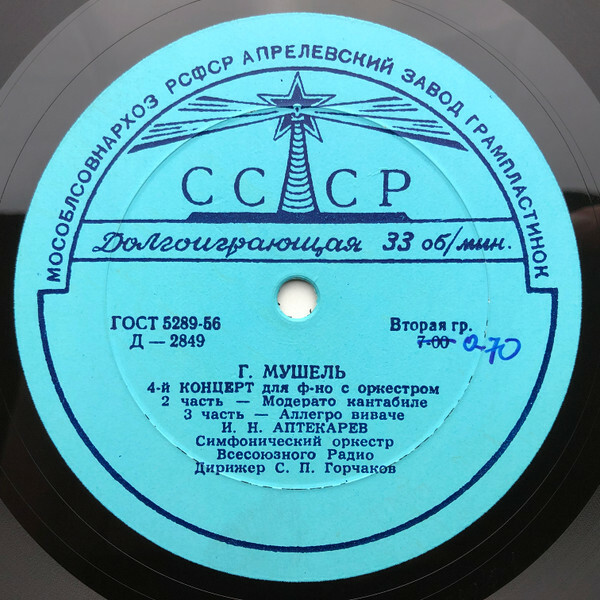 МОСОБЛСОВНАРХОЗ РСФСР АПРЕЛЕВСКИЙ ЗАВОД ГРАМПЛАСТИНОК
СССР
Долгоиграющая 33 об/мин.
ГОСТ 5289-56
Д — 2849
Вторая гр.
7-00 0-70
Г. МУШЕЛЬ
4-й КОНЦЕРТ для ф-но с оркестром
2 часть — Модерато кантабиле
3 часть — Аллегро виваче
И. Н. АПТЕКАРЕВ
Симфонический оркестр
Всесоюзного Радио
Дирижер С. П. Горчаков